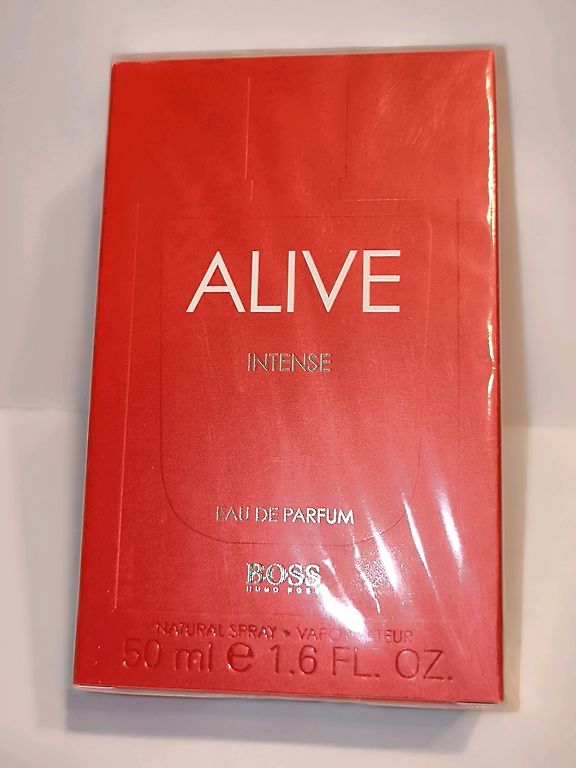 ALIVE
INTENSE
EAU DE PARFUM
BOSS
HUGO BOSS
NATURAL SPRAY • VAPORISATEUR
50 ml e 1.6 FL. OZ.